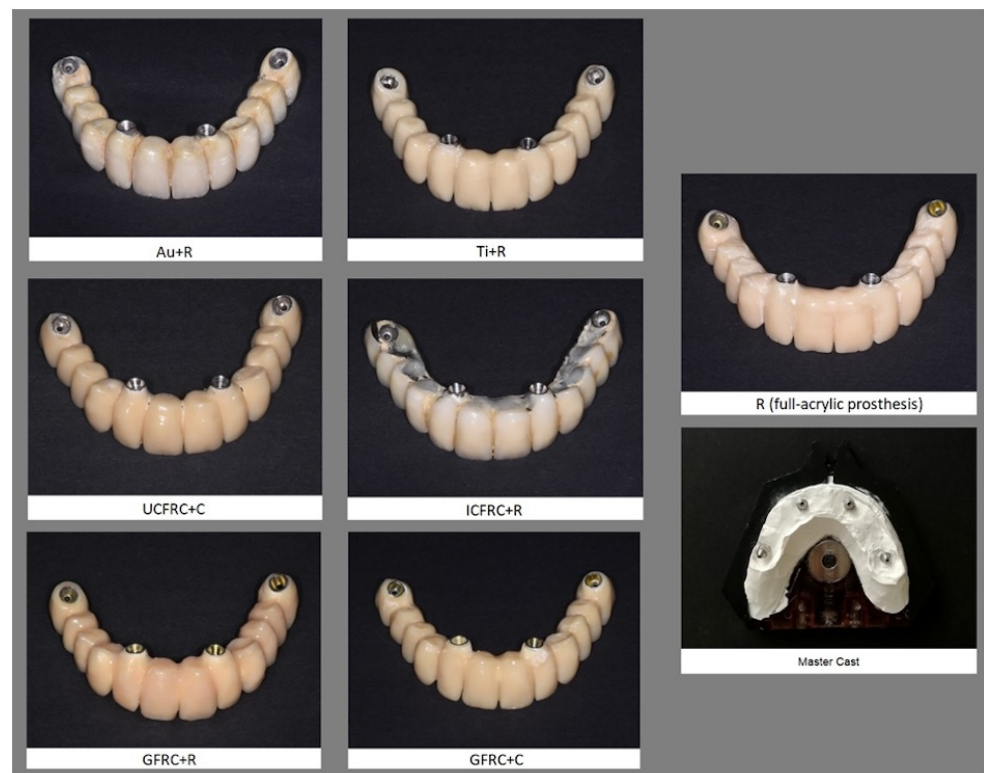 Au+R
Ti+R
R (full-acrylic prosthesis)
UCFRC+C
ICFRC+R
Master Cast
GFRC+R
GFRC+C